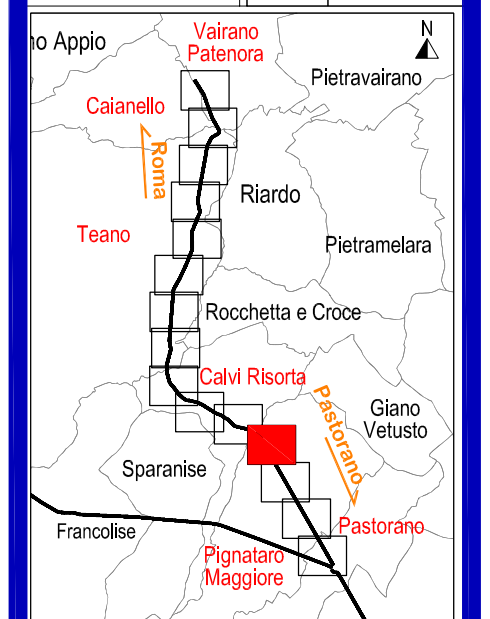 Vairano
Patenora
N
no Appio
Pietravairano
Caianello
Roma
Riardo
Teano
Pietramelara
Rocchetta e Croce
Calvi Risorta
Pastorano
Giano
Vetusto
Sparanise
Pastorano
Francolise
Pignataro
Maggiore